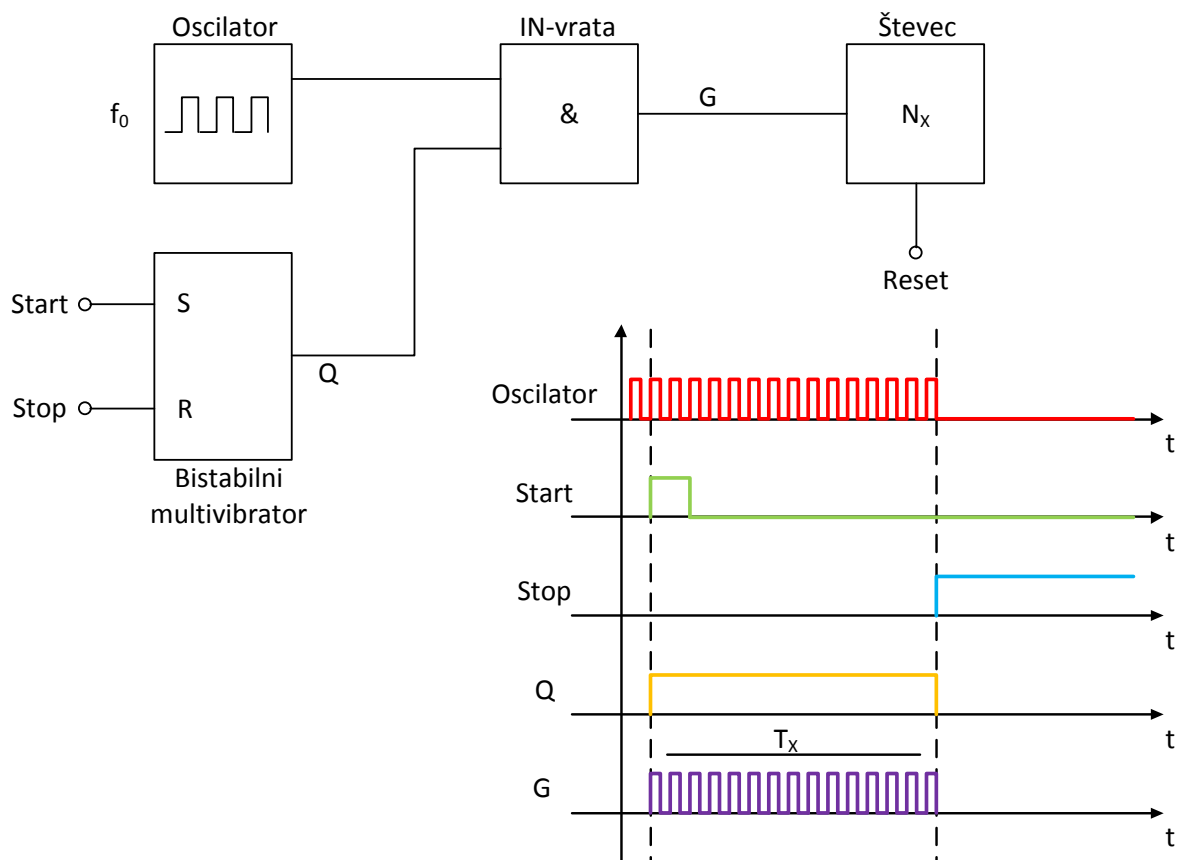 Oscilator
IN-vrata
Števec
f₀
&
G
Nₓ
Reset
Start
S
Stop
R
Q
Bistabilni
multivibrator
Oscilator
t
Start
t
Stop
t
Q
t
Tₓ
G
t